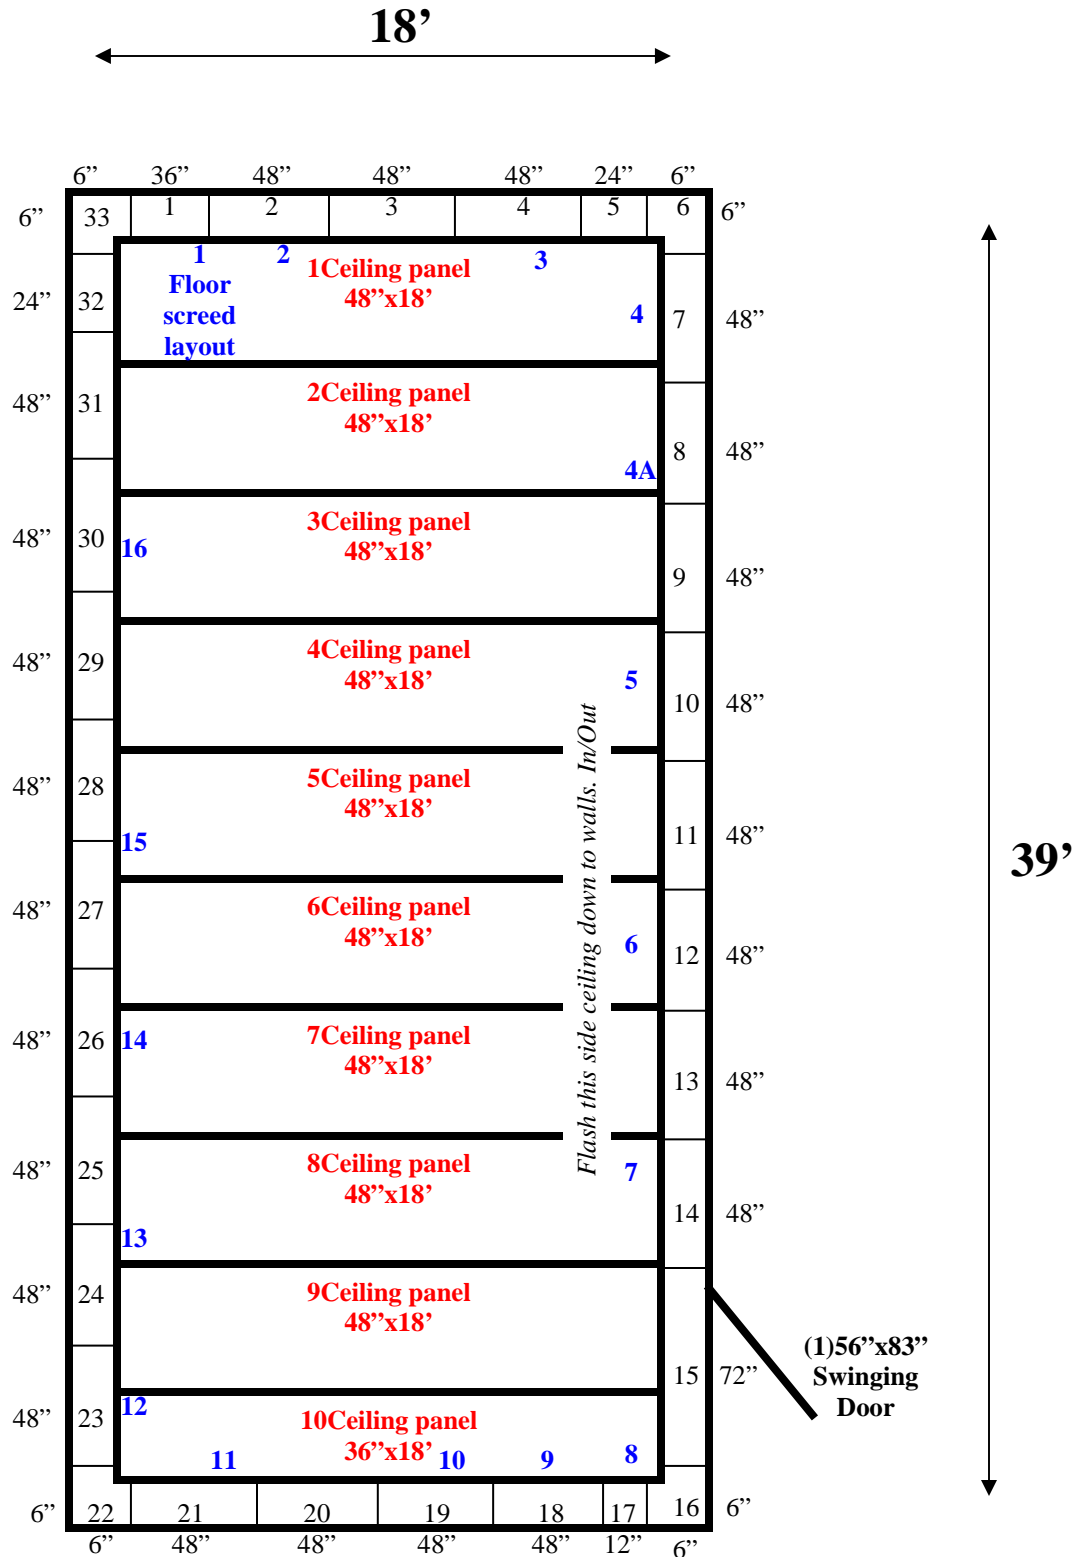 18’
6” 36” 48” 48” 48” 24” 6”
6” 33 1 2 3 4 5 6 6”
1 2 3
Floor
screed
layout
1Ceiling panel
48”x18’
24” 32 4 7 48”
48” 31
2Ceiling panel
48”x18’
8 48”
4A
48” 30 16
3Ceiling panel
48”x18’
9 48”
48” 29
4Ceiling panel
48”x18’
5 10 48”
Flash this side ceiling down to walls. In/Out
48” 28
5Ceiling panel
48”x18’
15 11 48”
39’
48” 27
6Ceiling panel
48”x18’
6 12 48”
48” 26 14
7Ceiling panel
48”x18’
13 48”
48” 25
8Ceiling panel
48”x18’
7 14 48”
13
48” 24
9Ceiling panel
48”x18’
(1)56”x83”
Swinging
Door
15 72”
48” 23 12
10Ceiling panel
36”x18’
11 10 9 8
6” 22 21 20 19 18 17 16 6”
6” 48” 48” 48” 48” 12” 6”